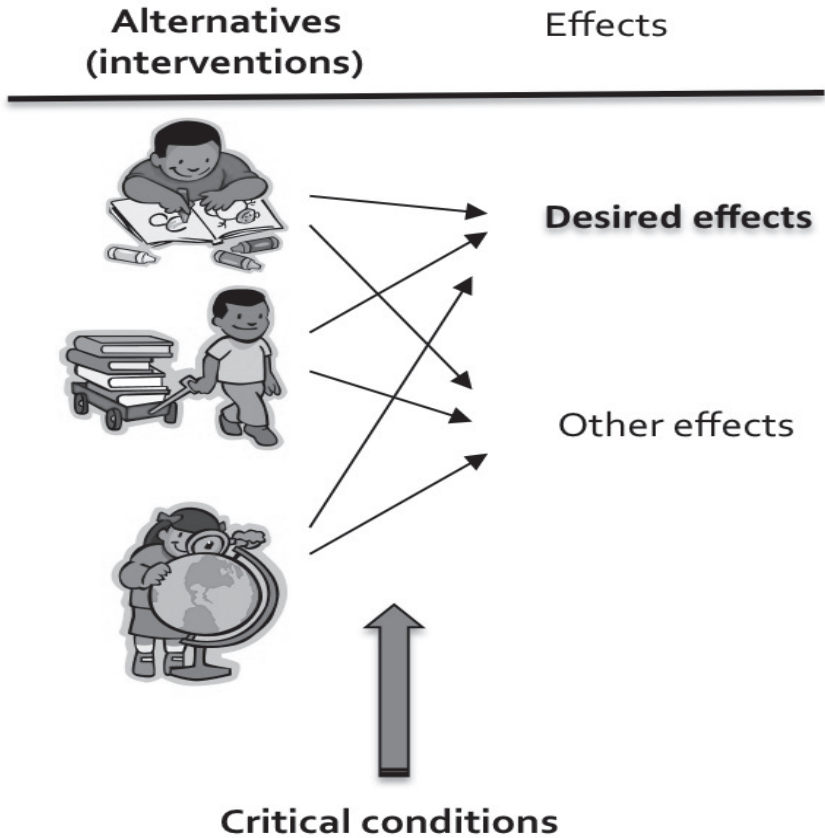 Alternatives
(interventions)
Effects
Desired effects
Other effects
Critical conditions